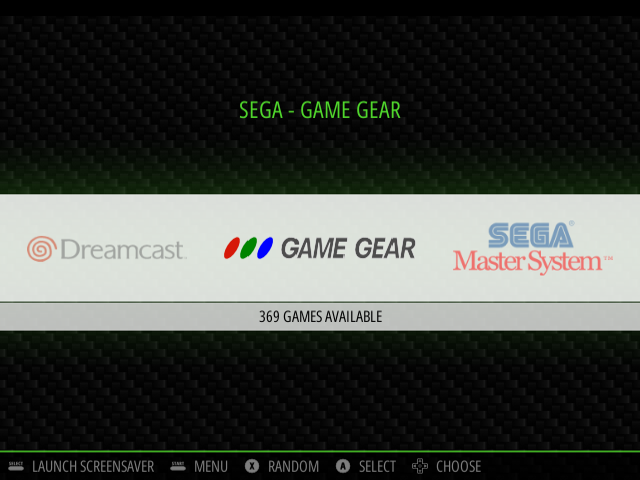 SEGA - GAME GEAR
Dreamcast. GAME GEAR SEGA® Master System™
369 GAMES AVAILABLE
SELECT LAUNCH SCREENSAVER START MENU X RANDOM A SELECT CHOOSE